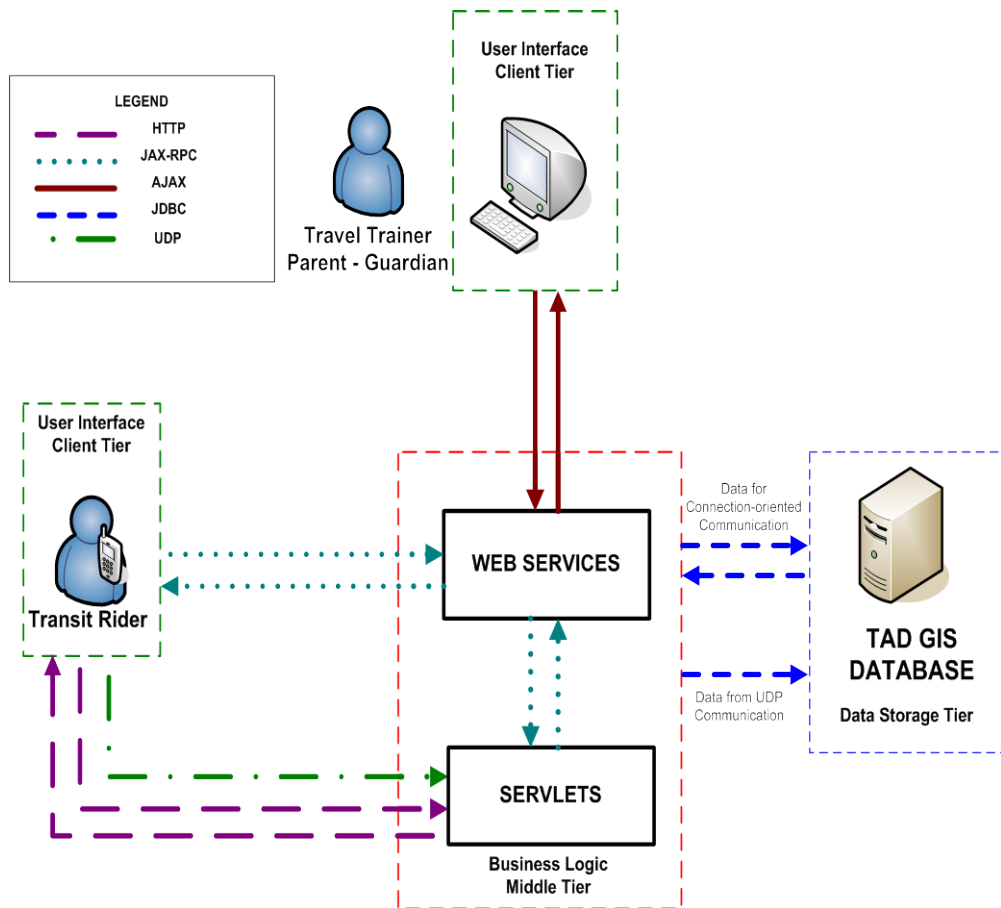 User Interface
Client Tier
LEGEND
HTTP
JAX-RPC
AJAX
JDBC
UDP
Travel Trainer
Parent - Guardian
User Interface
Client Tier
Transit Rider
WEB SERVICES
SERVLETS
Business Logic
Middle Tier
Data for
Connection-oriented
Communication
Data from UDP
Communication
TAD GIS
DATABASE
Data Storage Tier